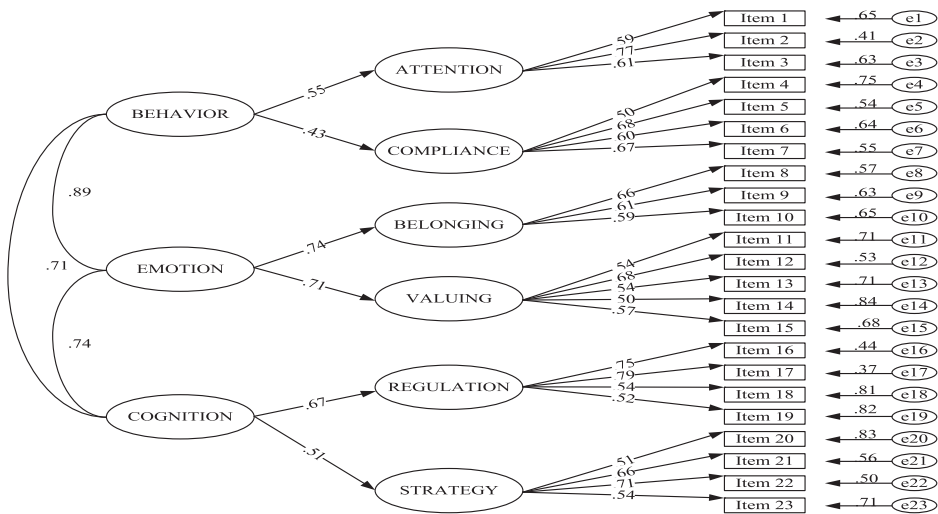 Item 1 .65 e1
.59
Item 2 .41 e2
.77
ATTENTION .61 Item 3 .63 e3
.55
Item 4 .75 e4
.50
BEHAVIOR Item 5 .54 e5
.68
.43
Item 6 .64 e6
.60
COMPLIANCE .67 Item 7 .55 e7
Item 8 .57 e8
.66
.89
Item 9 .63 e9
.61
BELONGING .59 Item 10 .65 e10
.74
Item 11 .71 e11
.54
Item 12 .53 e12
.68
.71 EMOTION
Item 13 .71 e13
.54
.71
VALUING .50 Item 14 .84 e14
.57
Item 15 .68 e15
.74
Item 16 .44 e16
.75
Item 17 .37 e17
.79
REGULATION .54 Item 18 .81 e18
.67 .52
COGNITION Item 19 .82 e19
Item 20 .83 e20
.51
.51
Item 21 .56 e21
.66
Item 22 .50 e22
.71
STRATEGY .54 Item 23 .71 e23